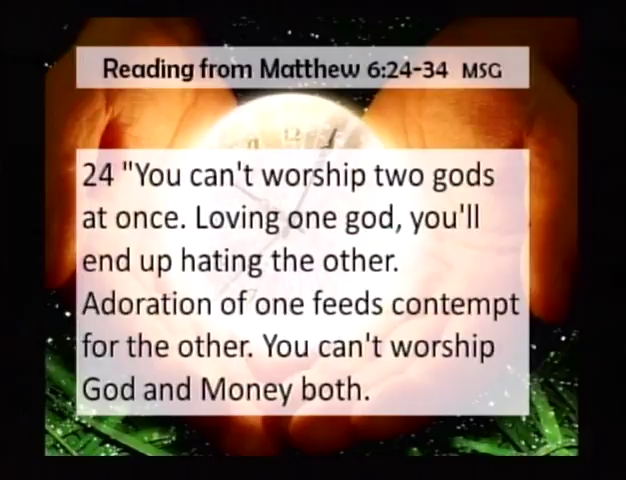 Reading from Matthew 6:24-34 MSG
24 "You can't worship two gods
at once. Loving one god, you'll
end up hating the other.
Adoration of one feeds contempt
for the other. You can't worship
God and Money both.
12